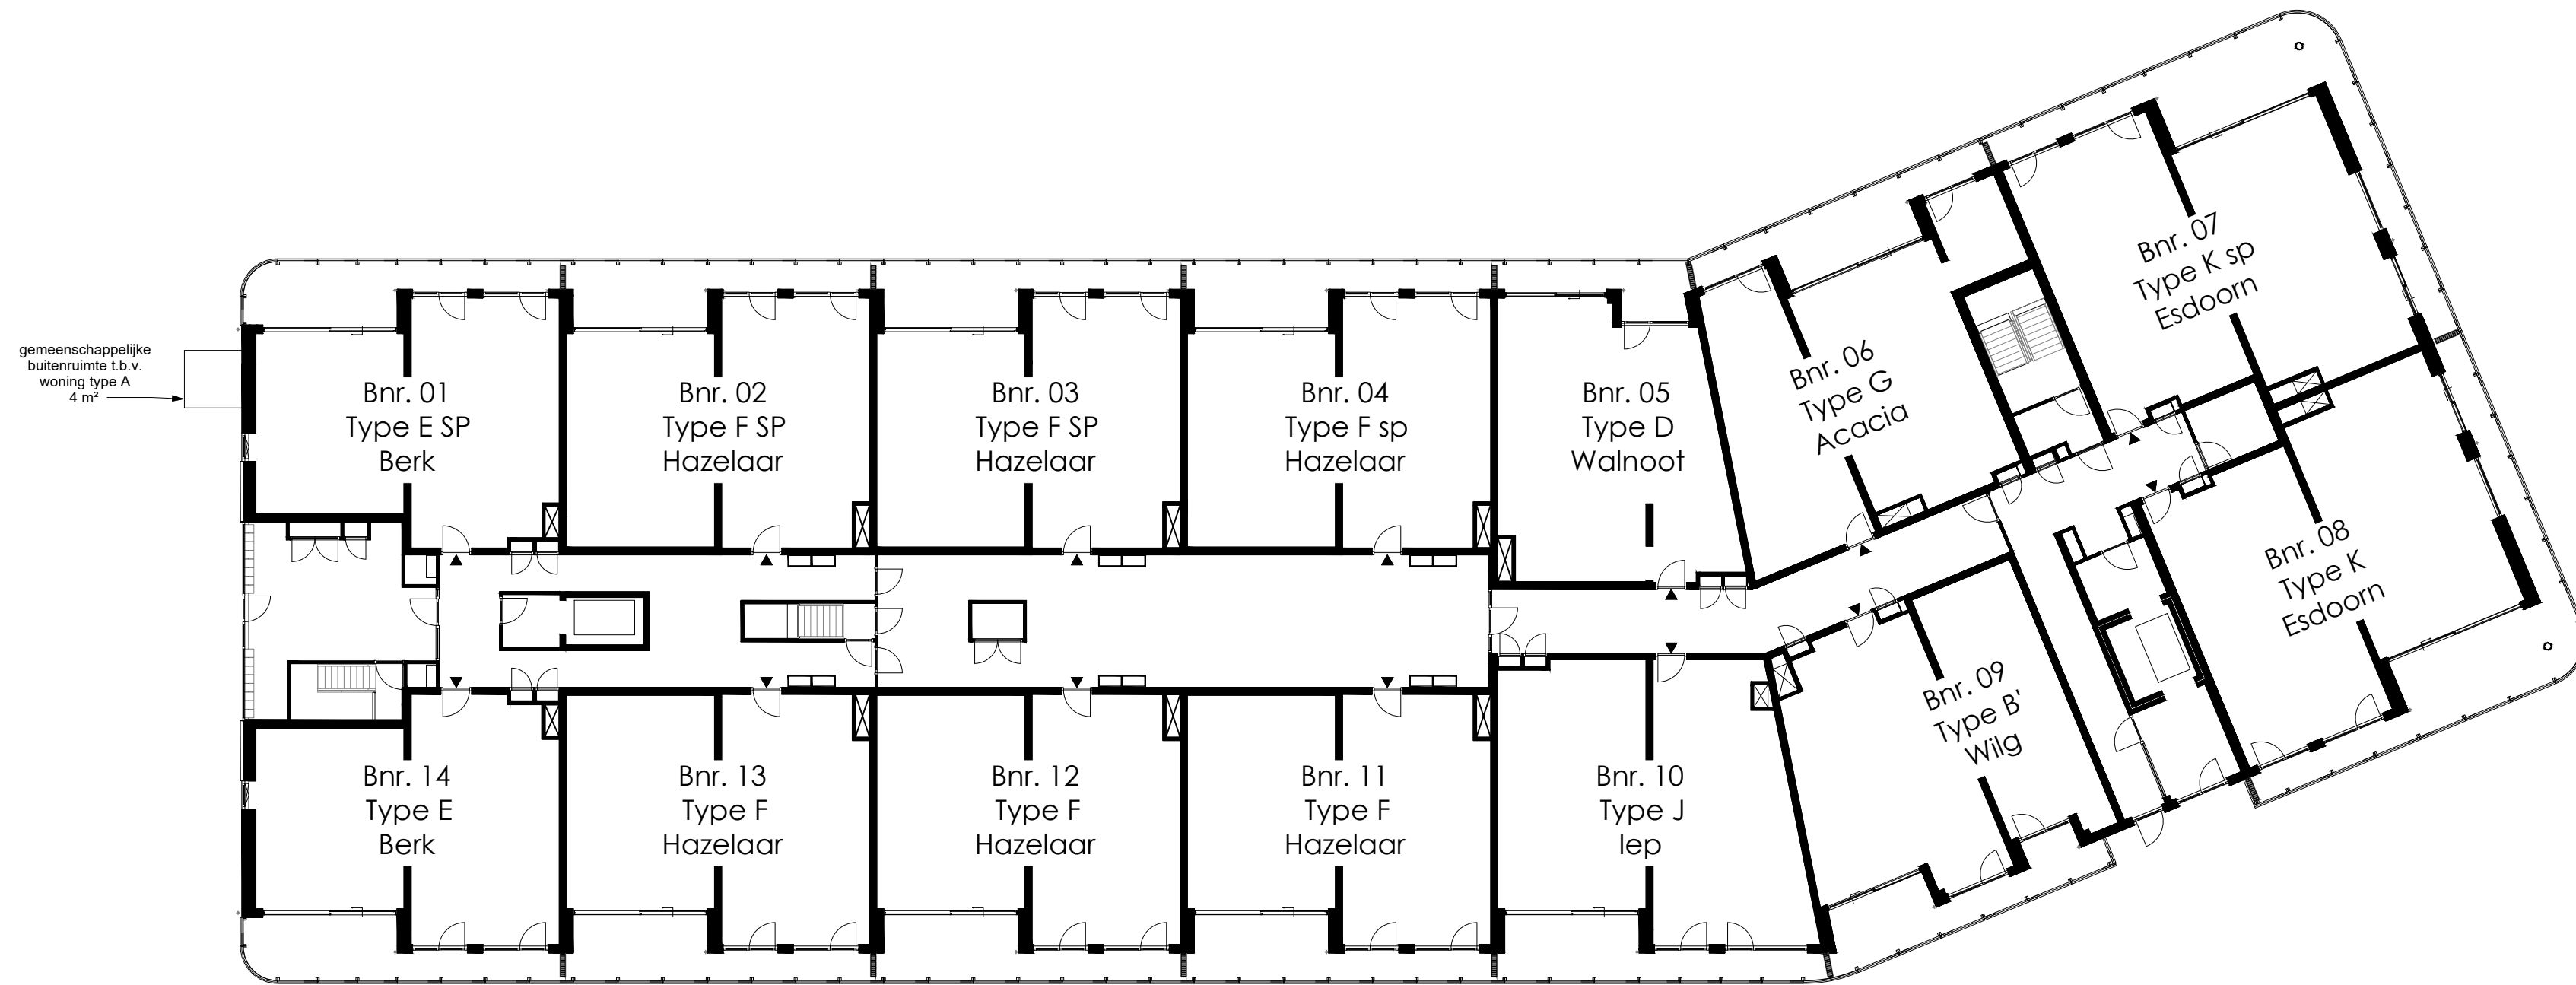 gemeenschappelijke
buitenruimte t.b.v.
woning type A
4 m²
Bnr. 01
Type E SP
Berk
Bnr. 02
Type F SP
Hazelaar
Bnr. 03
Type F SP
Hazelaar
Bnr. 04
Type F sp
Hazelaar
Bnr. 05
Type D
Walnoot
Bnr. 06
Type G
Acacia
Bnr. 07
Type K sp
Esdoorn
Bnr. 08
Type K
Esdoorn
Bnr. 09
Type B'
Wilg
Bnr. 10
Type J
Iep
Bnr. 11
Type F
Hazelaar
Bnr. 12
Type F
Hazelaar
Bnr. 13
Type F
Hazelaar
Bnr. 14
Type E
Berk